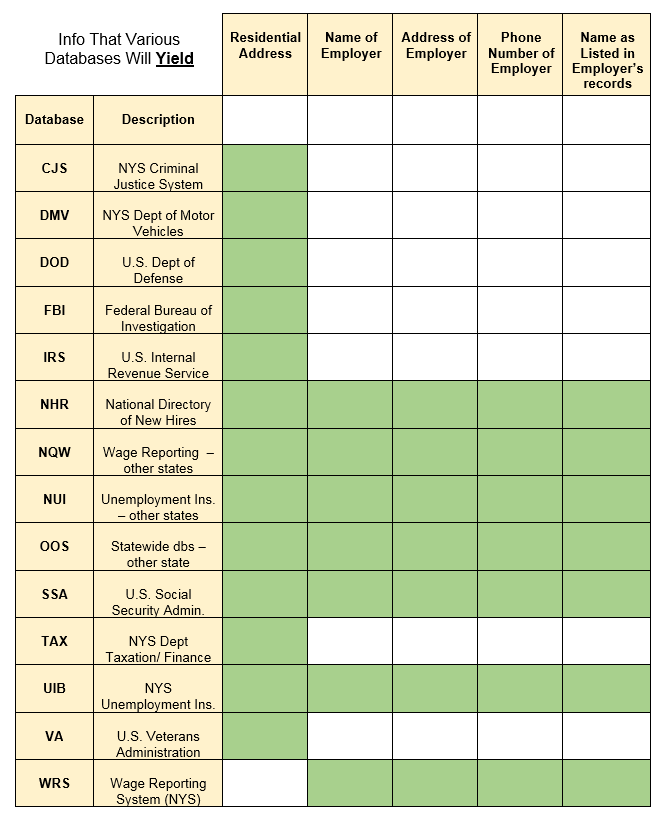 Info That Various
Databases Will Yield
Residential
Address
Name of
Employer
Address of
Employer
Phone
Number of
Employer
Name as
Listed in
Employer's
records
Database
Description
CJS
NYS Criminal
Justice System
DMV
NYS Dept of Motor
Vehicles
DOD
U.S. Dept of
Defense
FBI
Federal Bureau of
Investigation
IRS
U.S. Internal
Revenue Service
NHR
National Directory
of New Hires
NQW
Wage Reporting –
other states
NUI
Unemployment Ins.
– other states
OOS
Statewide dbs –
other state
SSA
U.S. Social
Security Admin.
TAX
NYS Dept
Taxation/ Finance
UIB
NYS
Unemployment Ins.
VA
U.S. Veterans
Administration
WRS
Wage Reporting
System (NYS)